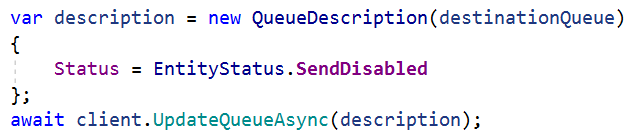 var description = new QueueDescription(destinationQueue)
{
    Status = EntityStatus.SendDisabled
};
await client.UpdateQueueAsync(description);